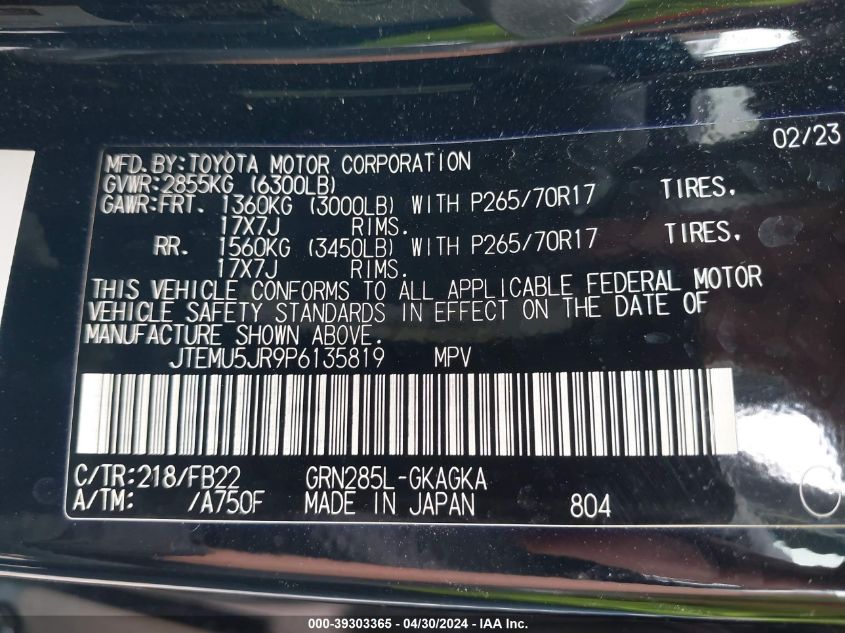 02/23
MFD.BY:TOYOTA MOTOR CORPORATION
GVWR:2855KG (6300LB)
GAWR:FRT. 1360KG (3000LB) WITH P265/70R17 TIRES.
17X7J RIMS.
RR. 1560KG (3450LB) WITH P265/70R17 TIRES.
17X7J RIMS.
THIS VEHICLE CONFORMS TO ALL APPLICABLE FEDERAL MOTOR
VEHICLE SAFETY STANDARDS IN EFFECT ON THE DATE OF
MANUFACTURE SHOWN ABOVE.
JTEMU5JR9P6135819 MPV
C/TR:218/FB22 GRN285L-GKAGKA
A/TM: /A750F MADE IN JAPAN 804
000-39303365 - 04/30/2024 - IAA Inc.